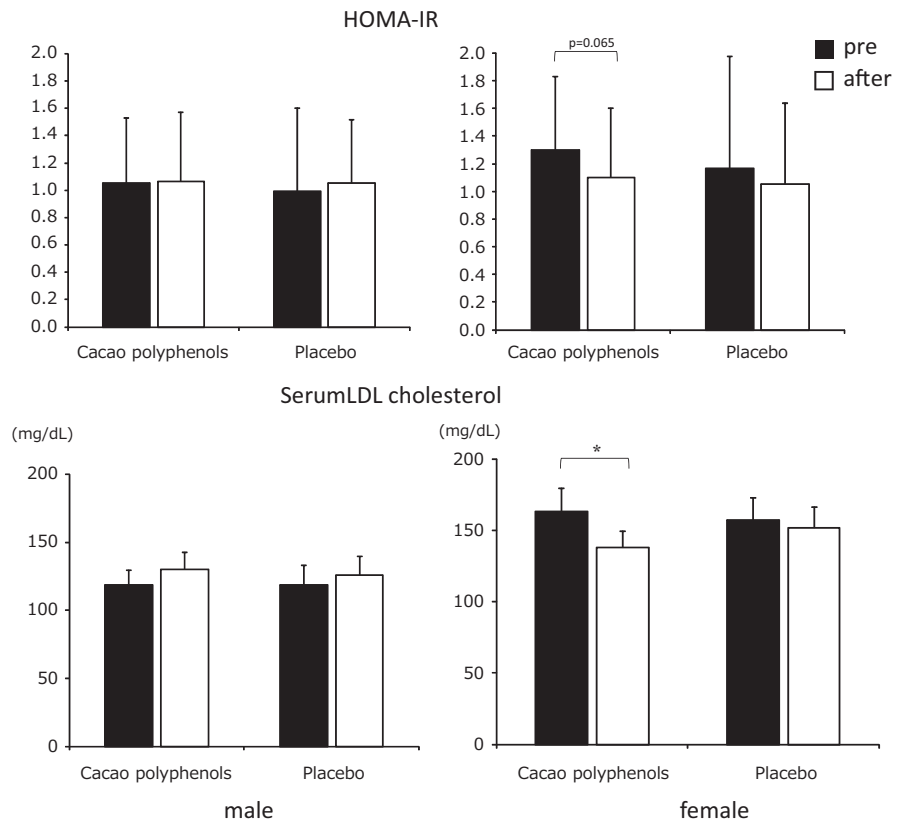 HOMA-IR
pre
after
2.0
1.8
1.6
1.4
1.2
1.0
0.8
0.6
0.4
0.2
0.0
Cacao polyphenols Placebo
p=0.065
2.0
1.8
1.6
1.4
1.2
1.0
0.8
0.6
0.4
0.2
0.0
Cacao polyphenols Placebo
SerumLDL cholesterol
(mg/dL)
200
150
100
50
0
Cacao polyphenols Placebo
male
(mg/dL)
*
200
150
100
50
0
Cacao polyphenols Placebo
female